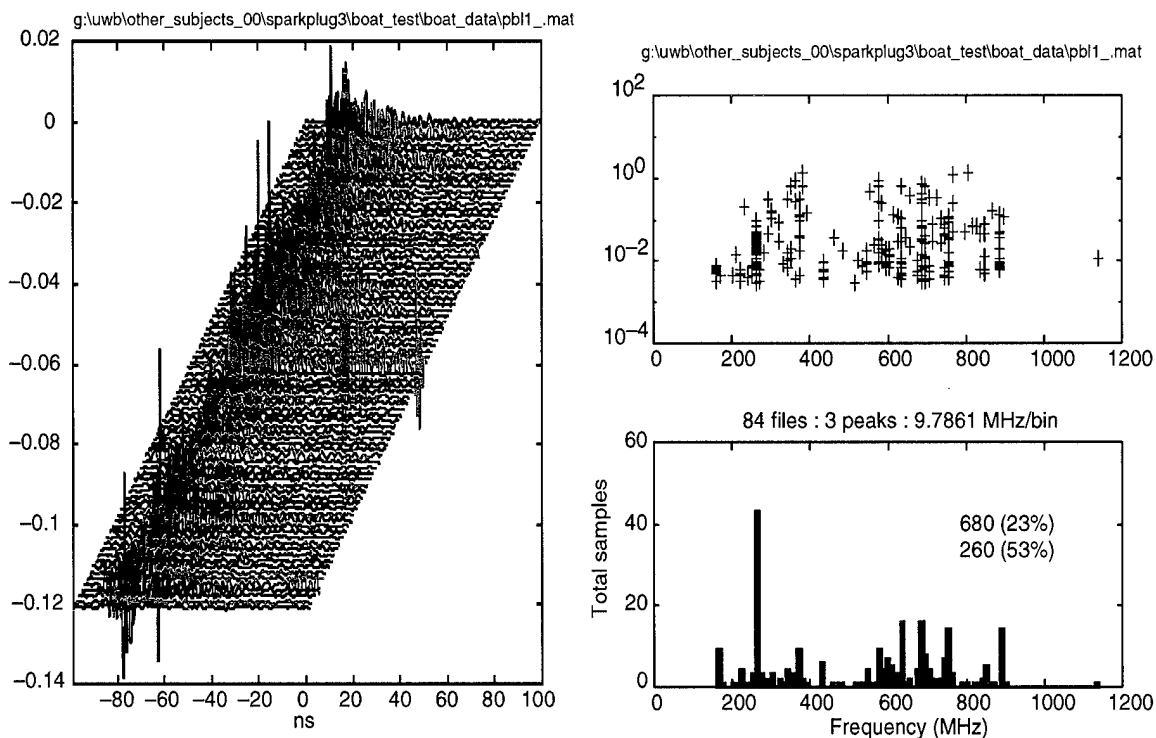 g:\uwb\other_subjects_00\sparkplug3\boat_test\boat_data\pbl1_.mat
0.02
0
−0.02
−0.04
−0.06
−0.08
−0.1
−0.12
−0.14
−80 −60 −40 −20 0 20 40 60 80 100
ns
g:\uwb\other_subjects_00\sparkplug3\boat_test\boat_data\pbl1_.mat
10^2
10^0
10^−2
10^−4
0 200 400 600 800 1000 1200
84 files : 3 peaks : 9.7861 MHz/bin
60
40
20
0
Total samples
680 (23%)
260 (53%)
0 200 400 600 800 1000 1200
Frequency (MHz)